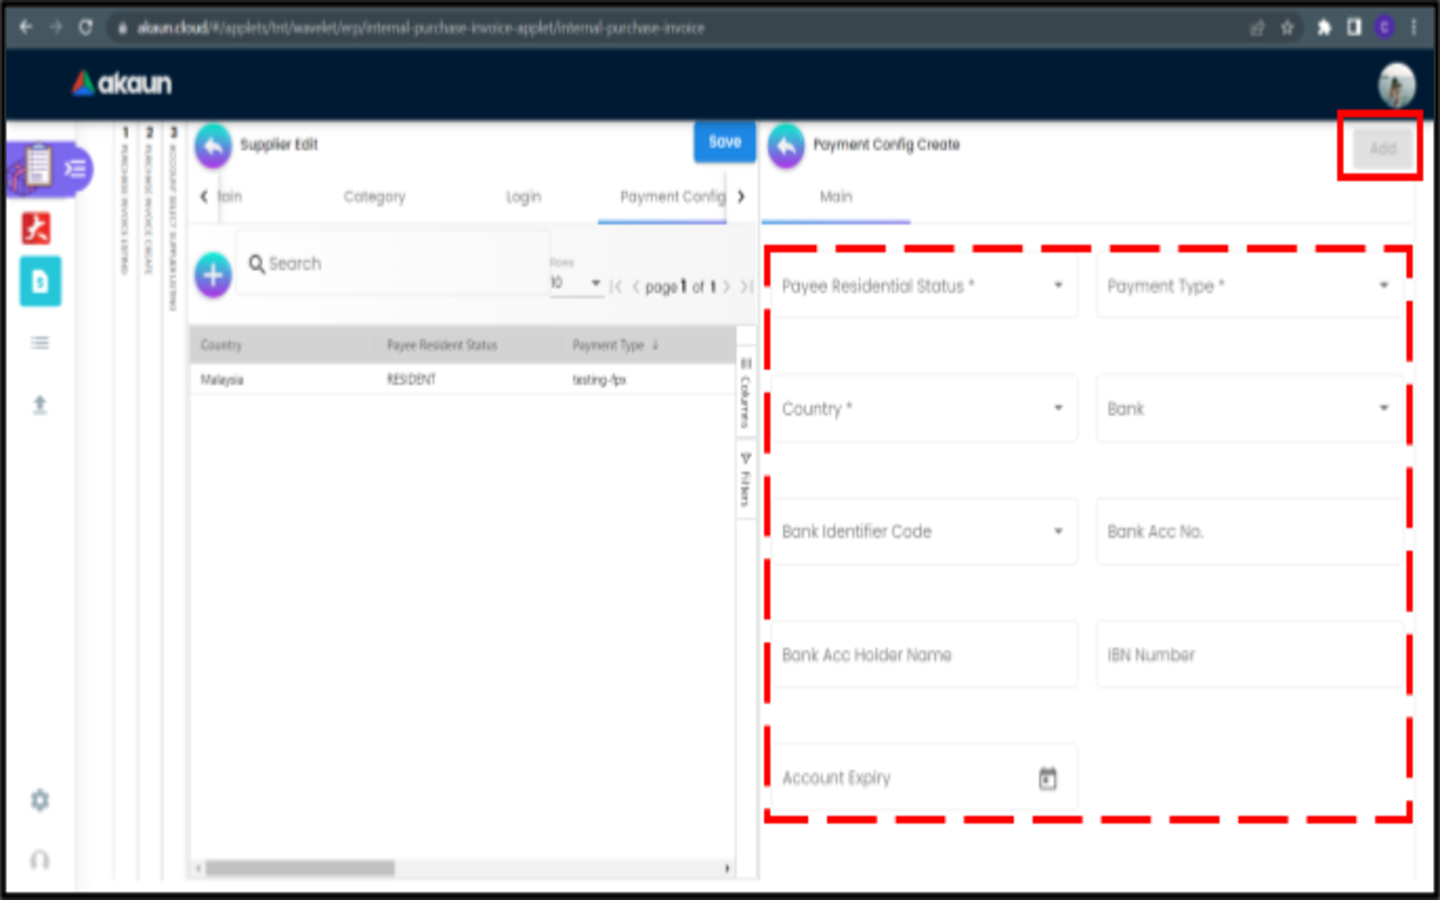 akaun.cloud/#/applets/tnt/wavelet/erp/internal-purchase-invoice-applet/internal-purchase-invoice
C
akaun
1 PURCHASE INVOICE LISTING
2 PURCHASE INVOICE CREATE
3 ACCOUNT SELECT SUPPLIER LISTING
Supplier Edit
Save
Payment Config Create
Add
Main
Category
Login
Payment Config
Main
Search
Rows
10
page 1 of 1
Country
Payee Resident Status
Payment Type ↓
Malaysia
RESIDENT
testing-fpx
Columns
Filters
Payee Residential Status *
Payment Type *
Country *
Bank
Bank Identifier Code
Bank Acc No.
Bank Acc Holder Name
IBN Number
Account Expiry